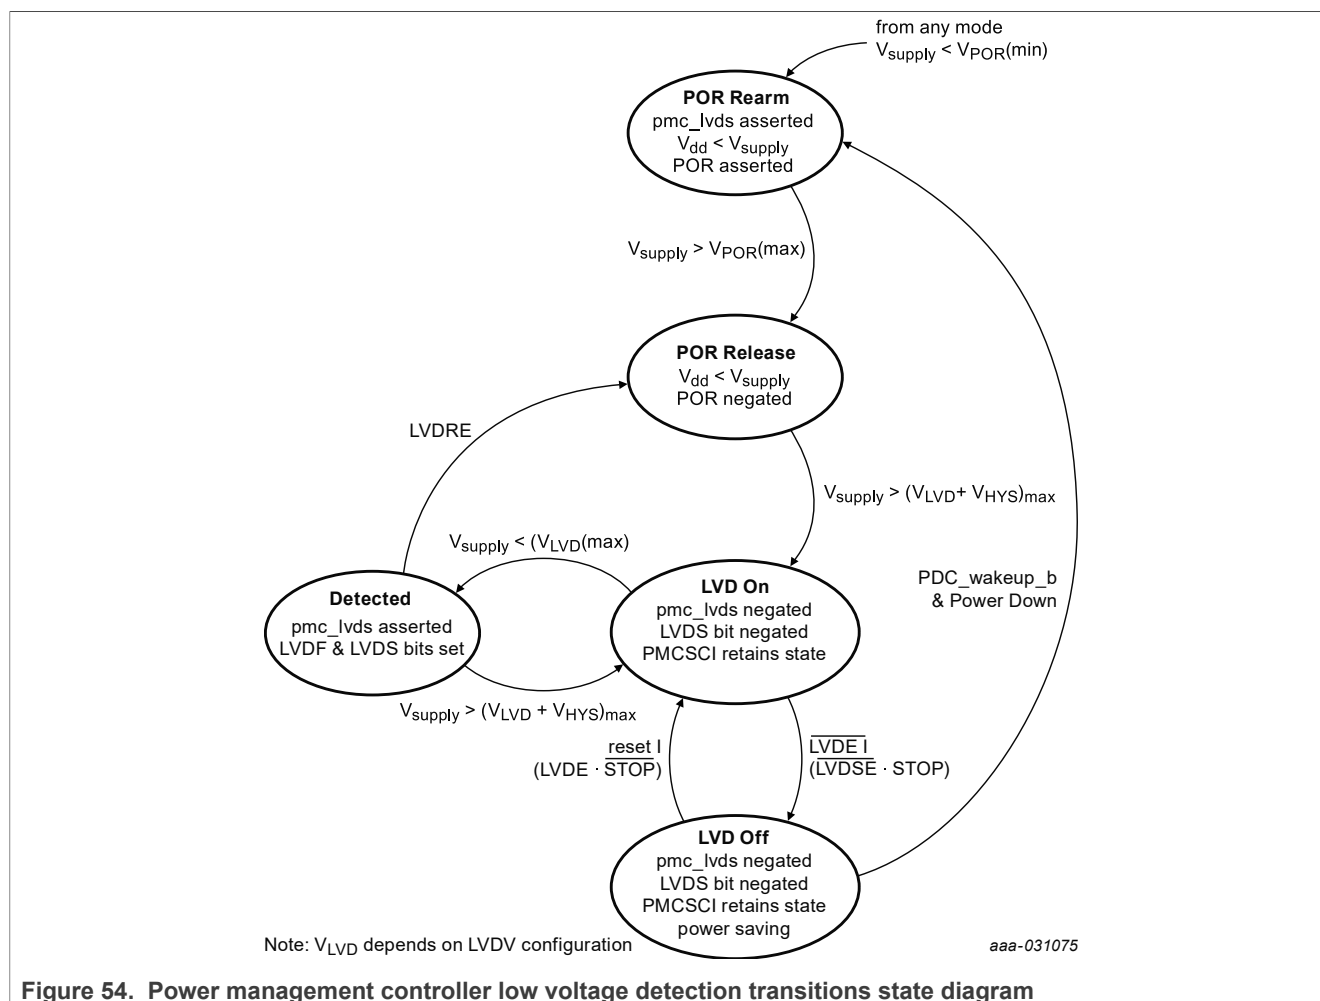 from any mode
Vsupply < VPOR(min)
POR Rearm
pmc_lvds asserted
Vdd < Vsupply
POR asserted
Vsupply > VPOR(max)
POR Release
Vdd < Vsupply
POR negated
LVDRE
Vsupply > (VLVD+ VHYS)max
Vsupply < (VLVD(max)
PDC_wakeup_b
& Power Down
Detected
pmc_lvds asserted
LVDF & LVDS bits set
LVD On
pmc_lvds negated
LVDS bit negated
PMCSCI retains state
Vsupply > (VLVD + VHYS)max
reset I
(LVDE · S̅T̅O̅P̅)
L̅V̅D̅E̅ ̅I̅
(L̅V̅D̅S̅E̅ · STOP)
LVD Off
pmc_lvds negated
LVDS bit negated
PMCSCI retains state
power saving
Note: VLVD depends on LVDV configuration
aaa-031075
Figure 54. Power management controller low voltage detection transitions state diagram